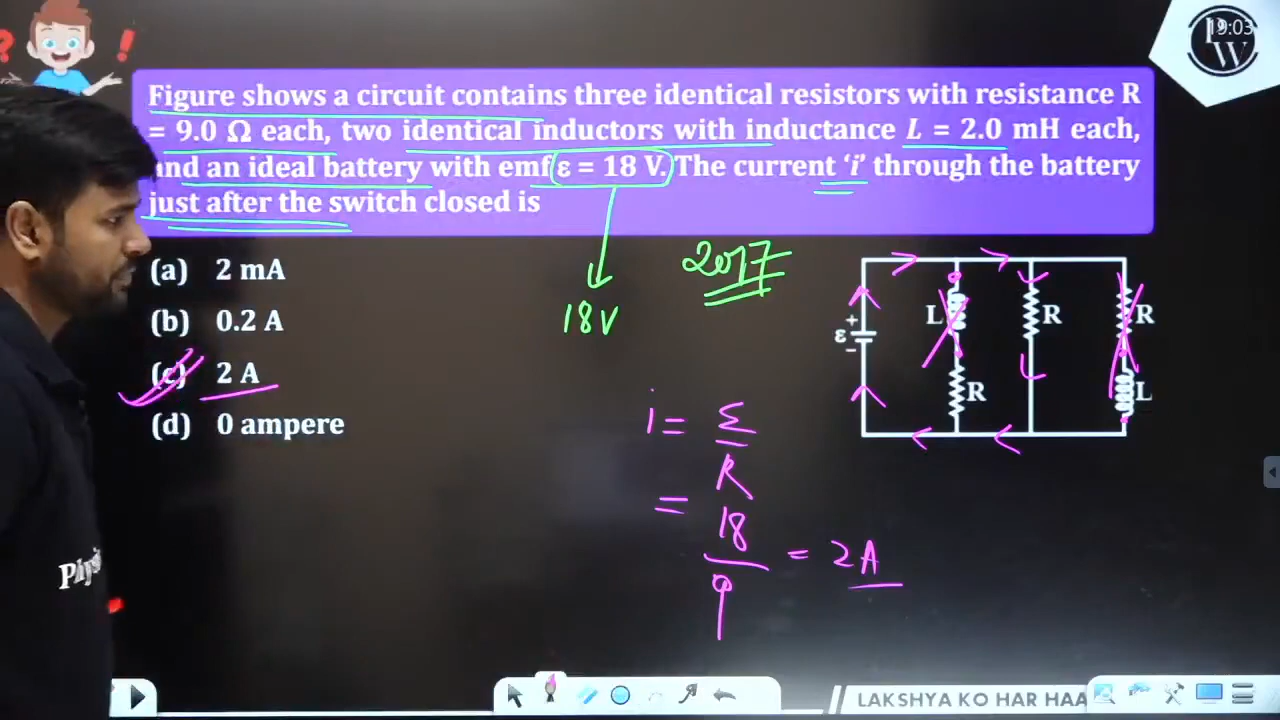 19:03
W
Figure shows a circuit contains three identical resistors with resistance R
= 9.0 Ω each, two identical inductors with inductance L = 2.0 mH each,
and an ideal battery with emf ε = 18 V. The current ‘i’ through the battery
just after the switch closed is
(a) 2 mA
(b) 0.2 A
(c) 2 A
(d) 0 ampere
2017
18V
+
ε
−
L
R
R
R
L
i = Ɛ
R
= 18
9
= 2A
LAKSHYA KO HAR HAA